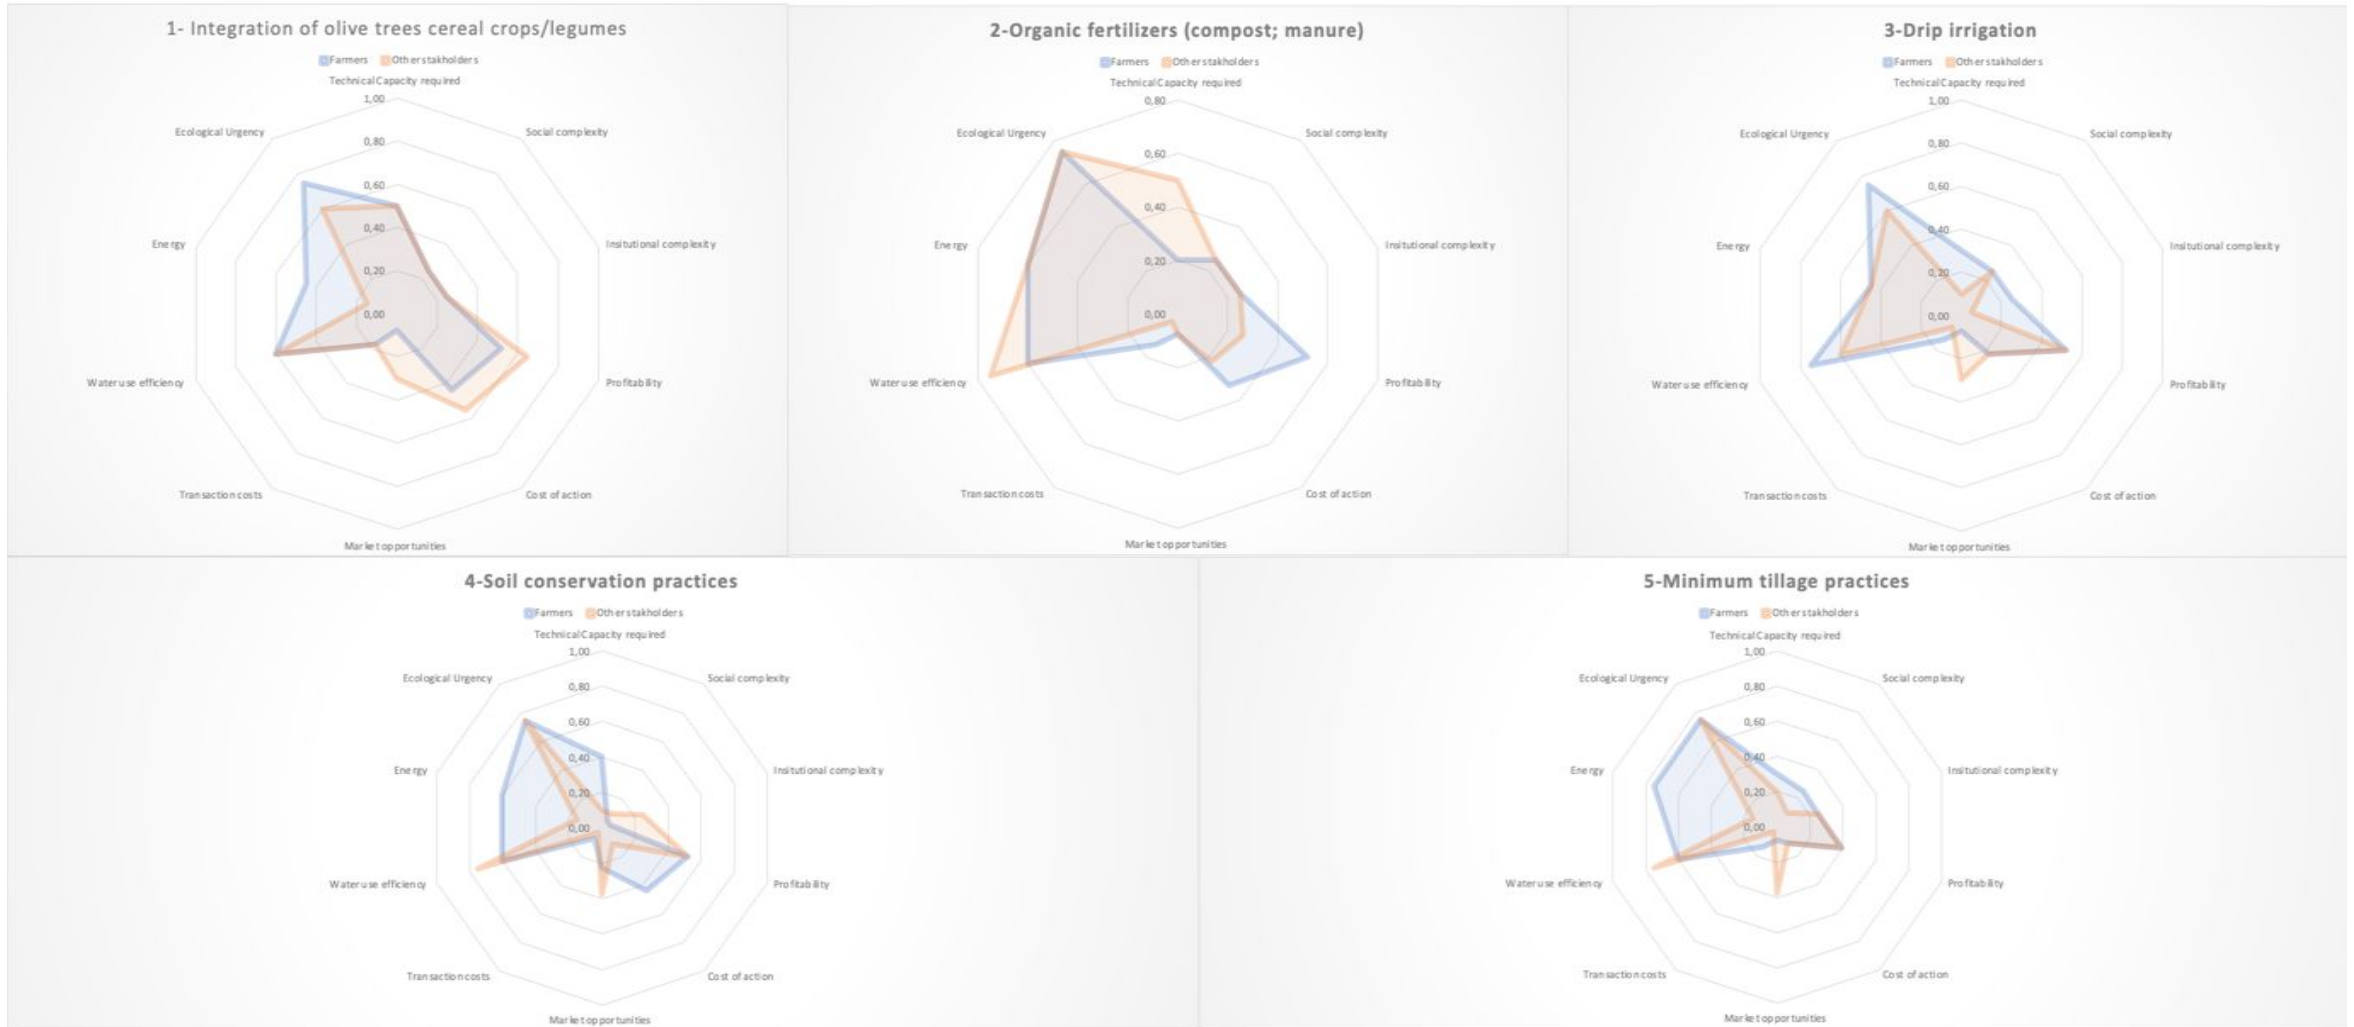 1- Integration of olive trees cereal crops/legumes
Farmers Other stakholders
Technical Capacity required
1,00
Ecological Urgency
Social complexity
0,80
0,60
0,40
Energy
Insitutional complexity
0,20
0,00
Water use efficiency
Profitability
Transaction costs
Cost of action
Market opportunities
2-Organic fertilizers (compost; manure)
Farmers Other stakholders
Technical Capacity required
0,80
Ecological Urgency
Social complexity
0,60
0,40
Energy
Insitutional complexity
0,20
0,00
Water use efficiency
Profitability
Transaction costs
Cost of action
Market opportunities
3-Drip irrigation
Farmers Other stakholders
Technical Capacity required
1,00
Ecological Urgency
Social complexity
0,80
0,60
0,40
Energy
Insitutional complexity
0,20
0,00
Water use efficiency
Profitability
Transaction costs
Cost of action
Market opportunities
4-Soil conservation practices
Farmers Other stakholders
Technical Capacity required
1,00
Ecological Urgency
Social complexity
0,80
0,60
0,40
Energy
Insitutional complexity
0,20
0,00
Water use efficiency
Profitability
Transaction costs
Cost of action
Market opportunities
5-Minimum tillage practices
Farmers Other stakholders
Technical Capacity required
1,00
Ecological Urgency
Social complexity
0,80
0,60
0,40
Energy
Insitutional complexity
0,20
0,00
Water use efficiency
Profitability
Transaction costs
Cost of action
Market opportunities